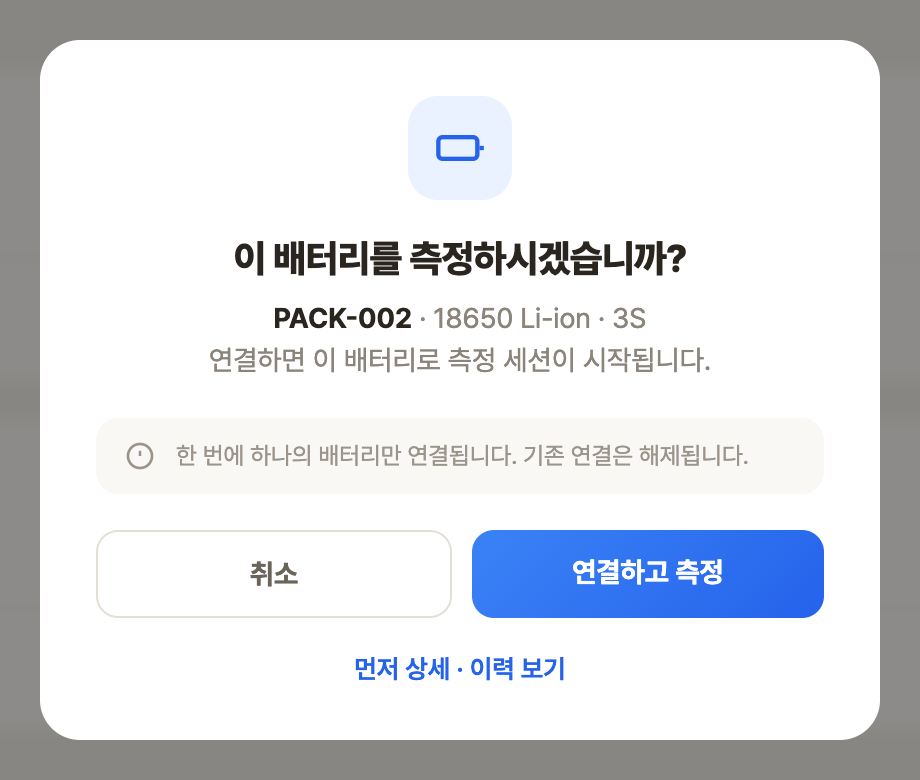 이 배터리를 측정하시겠습니까?
PACK-002 · 18650 Li-ion · 3S
연결하면 이 배터리로 측정 세션이 시작됩니다.
한 번에 하나의 배터리만 연결됩니다. 기존 연결은 해제됩니다.
취소
연결하고 측정
먼저 상세 · 이력 보기